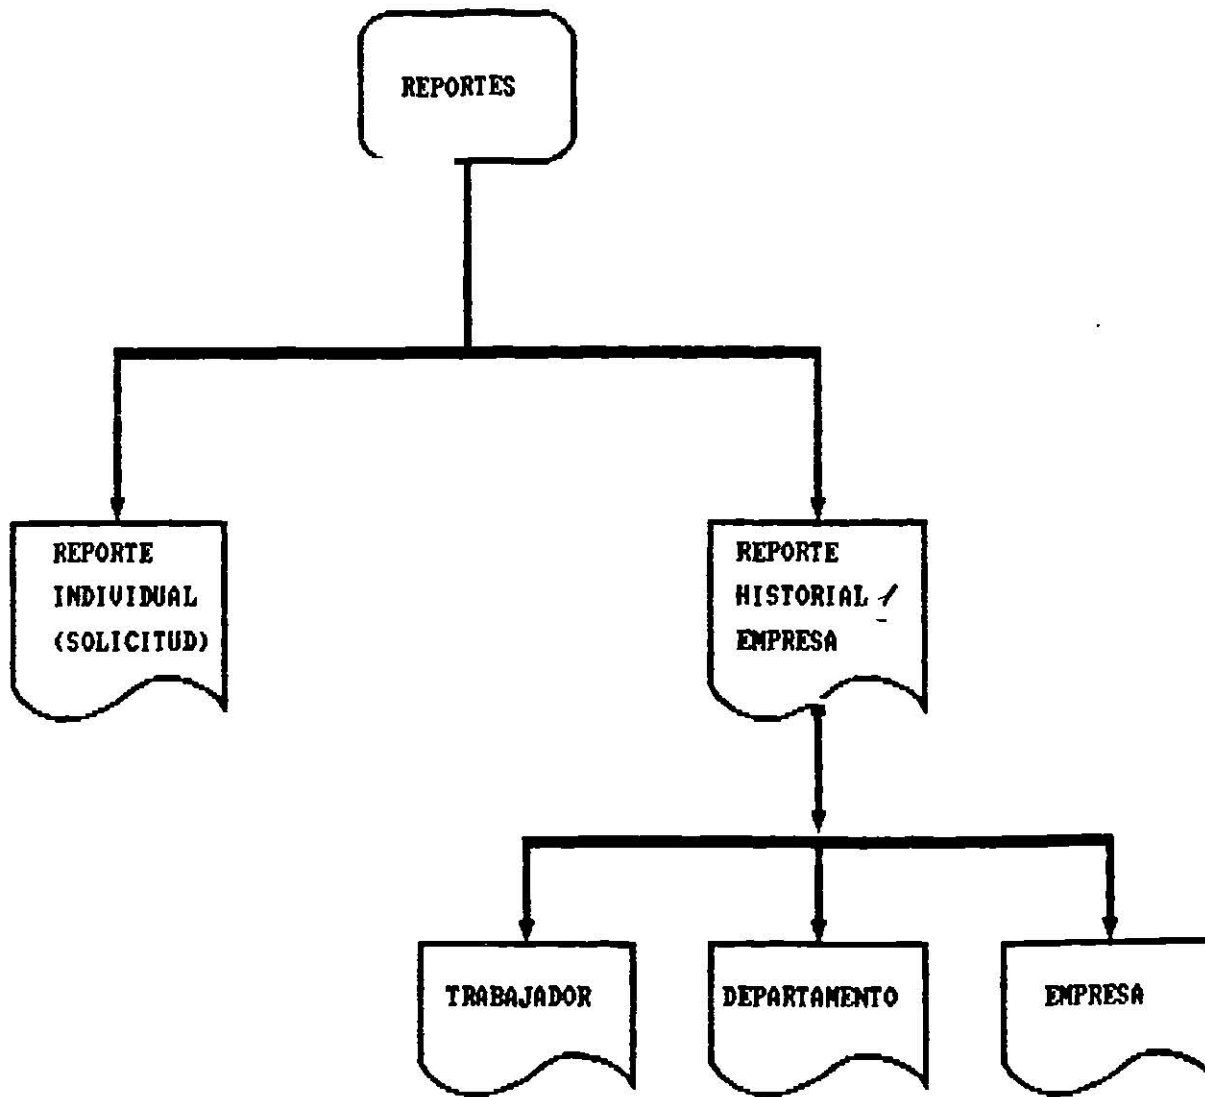 REPORTES
REPORTE
INDIVIDUAL
(SOLICITUD)
REPORTE
HISTORIAL /
EMPRESA
TRABAJADOR
DEPARTAMENTO
EMPRESA